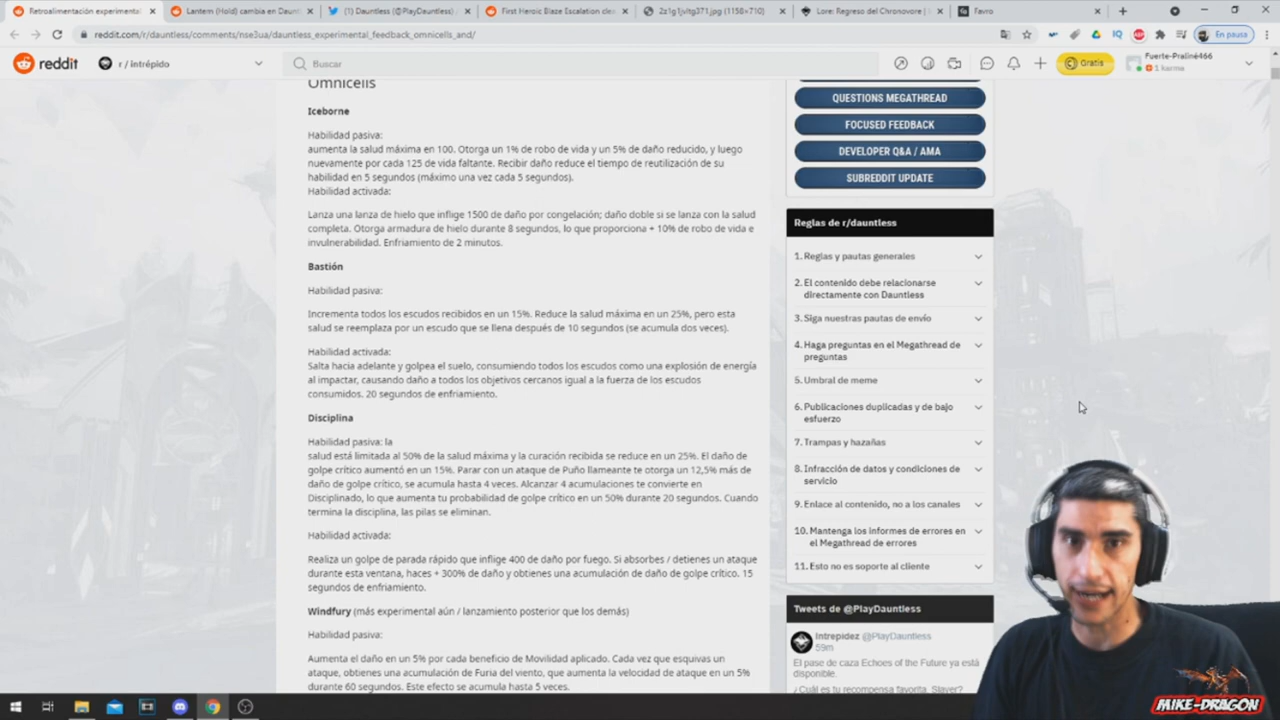 Retroalimentación experimental
Lantern (Hold) cambia en Daunt
(1) Dauntless (@PlayDauntless) /
First Heroic Blaze Escalation clea
2z1g1jvltg371.jpg (1158×710)
Lore: Regreso del Chronovore |
Favro
reddit.com/r/dauntless/comments/nse3ua/dauntless_experimental_feedback_omnicells_and/
En pausa
reddit
r / intrépido
Buscar
Gratis
Fuerte-Praliné466
1 karma
Omnicells
Iceborne
Habilidad pasiva:
aumenta la salud máxima en 100. Otorga un 1% de robo de vida y un 5% de daño reducido, y luego
nuevamente por cada 125 de vida faltante. Recibir daño reduce el tiempo de reutilización de su
habilidad en 5 segundos (máximo una vez cada 5 segundos).
Habilidad activada:
Lanza una lanza de hielo que inflige 1500 de daño por congelación; daño doble si se lanza con la salud
completa. Otorga armadura de hielo durante 8 segundos, lo que proporciona + 10% de robo de vida e
invulnerabilidad. Enfriamiento de 2 minutos.
Bastión
Habilidad pasiva:
Incrementa todos los escudos recibidos en un 15%. Reduce la salud máxima en un 25%, pero esta
salud se reemplaza por un escudo que se llena después de 10 segundos (se acumula dos veces).
Habilidad activada:
Salta hacia adelante y golpea el suelo, consumiendo todos los escudos como una explosión de energía
al impactar, causando daño a todos los objetivos cercanos igual a la fuerza de los escudos
consumidos. 20 segundos de enfriamiento.
Disciplina
Habilidad pasiva: la
salud está limitada al 50% de la salud máxima y la curación recibida se reduce en un 25%. El daño de
golpe crítico aumentó en un 15%. Parar con un ataque de Puño llameante te otorga un 12,5% más de
daño de golpe crítico, se acumula hasta 4 veces. Alcanzar 4 acumulaciones te convierte en
Disciplinado, lo que aumenta tu probabilidad de golpe crítico en un 50% durante 20 segundos. Cuando
termina la disciplina, las pilas se eliminan.
Habilidad activada:
Realiza un golpe de parada rápido que inflige 400 de daño por fuego. Si absorbes / detienes un ataque
durante esta ventana, haces + 300% de daño y obtienes una acumulación de daño de golpe crítico. 15
segundos de enfriamiento.
Windfury (más experimental aún / lanzamiento posterior que los demás)
Habilidad pasiva:
Aumenta el daño en un 5% por cada beneficio de Movilidad aplicado. Cada vez que esquivas un
ataque, obtienes una acumulación de Furia del viento, que aumenta la velocidad de ataque en un 5%
durante 60 segundos. Este efecto se acumula hasta 5 veces.
QUESTIONS MEGATHREAD
FOCUSED FEEDBACK
DEVELOPER Q&A / AMA
SUBREDDIT UPDATE
Reglas de r/dauntless
1. Reglas y pautas generales
2. El contenido debe relacionarse
directamente con Dauntless
3. Siga nuestras pautas de envío
4. Haga preguntas en el Megathread de
preguntas
5. Umbral de meme
6. Publicaciones duplicadas y de bajo
esfuerzo
7. Trampas y hazañas
8. Infracción de datos y condiciones de
servicio
9. Enlace al contenido, no a los canales
10. Mantenga los informes de errores en
el Megathread de errores
11. Esto no es soporte al cliente
Tweets de @PlayDauntless
Intrepidez @PlayDauntless
59m
El pase de caza Echoes of the Future ya está
disponible.
¿Cuál es tu recompensa favorita, Slayer?
MIKE-DRAGON